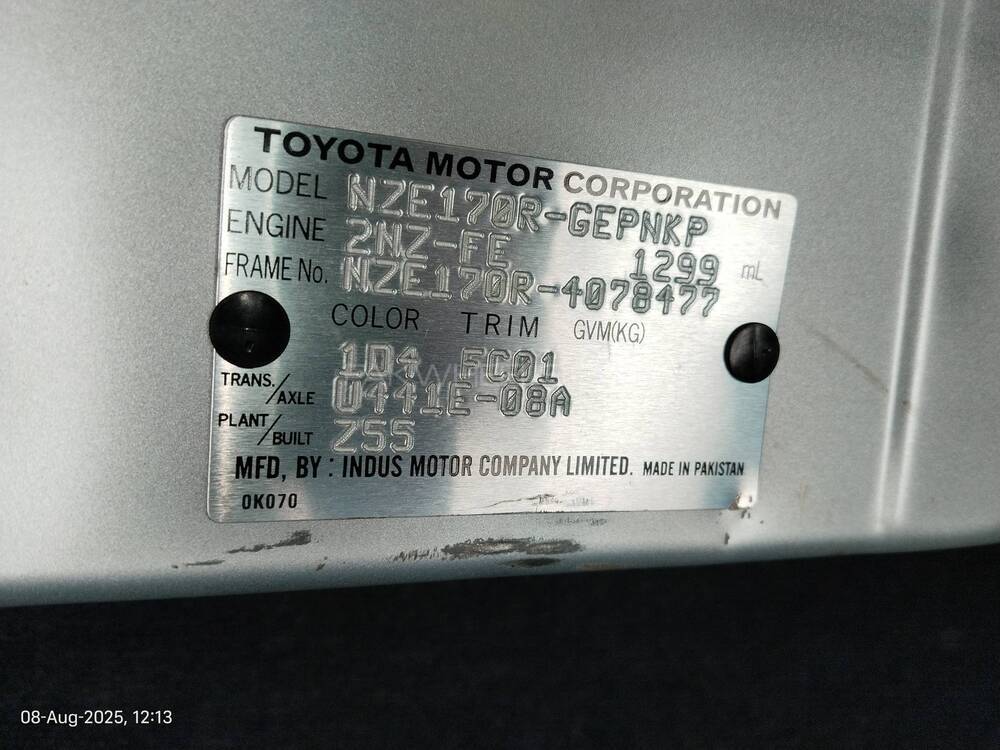 TOYOTA MOTOR CORPORATION
MODEL NZE170R-GEPNKP
ENGINE 2NZ-FE 1299 mL
FRAME No. NZE170R-4078477
COLOR TRIM GVM(KG)
1D4 FC01
TRANS./AXLE U441E-08A
PLANT/BUILT Z55
MFD, BY : INDUS MOTOR COMPANY LIMITED. MADE IN PAKISTAN
0K070
08-Aug-2025, 12:13